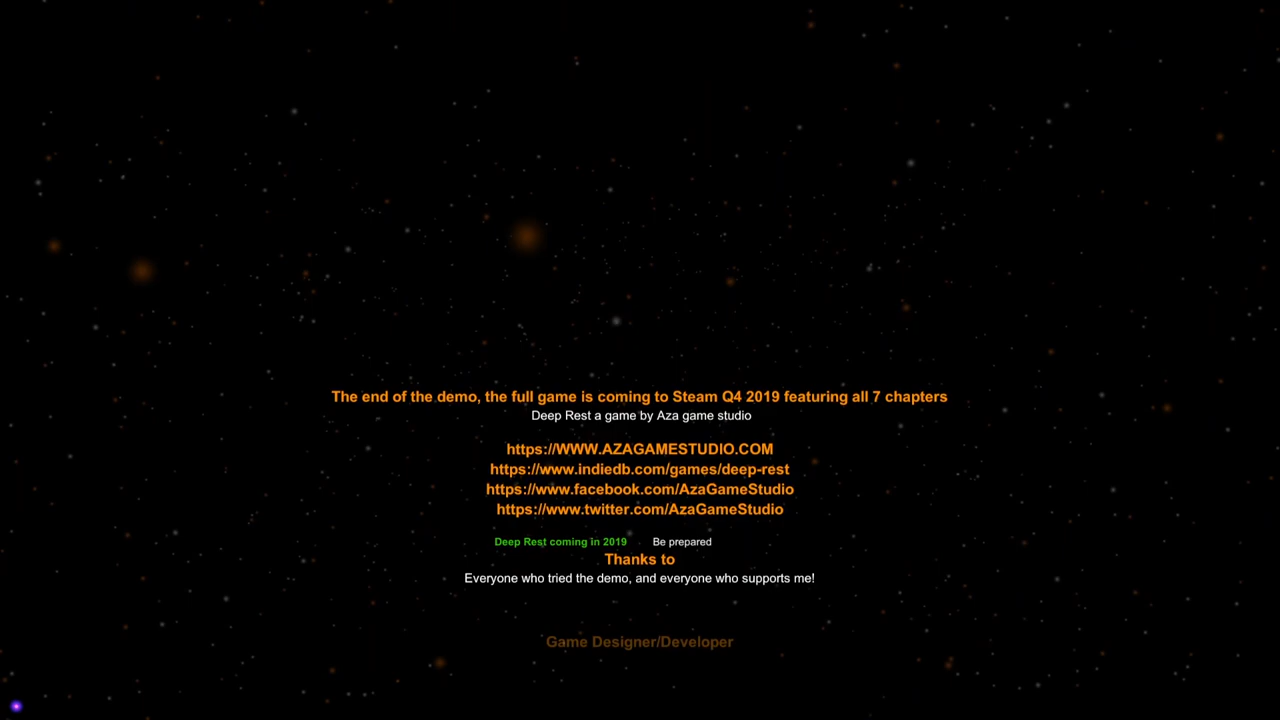 The end of the demo, the full game is coming to Steam Q4 2019 featuring all 7 chapters
Deep Rest a game by Aza game studio
https://WWW.AZAGAMESTUDIO.COM
https://www.indiedb.com/games/deep-rest
https://www.facebook.com/AzaGameStudio
https://www.twitter.com/AzaGameStudio
Deep Rest coming in 2019 Be prepared
Thanks to
Everyone who tried the demo, and everyone who supports me!
Game Designer/Developer